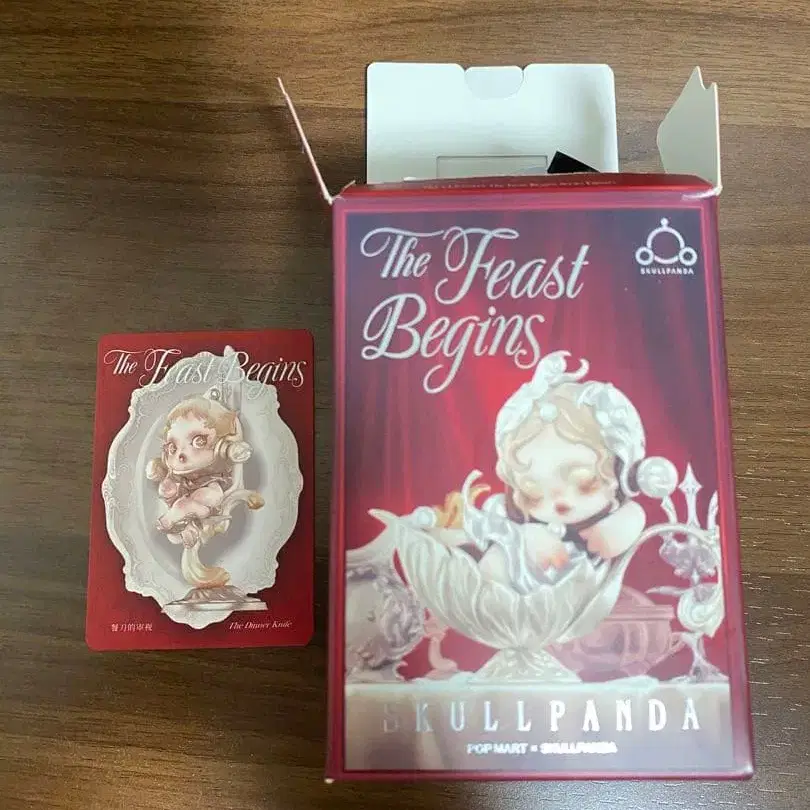 The Feast Begins
餐刀的审视
The Dinner Knife
The Feast
Begins
SKULLPANDA
SKULLPANDA
POP MART × SKULLPANDA